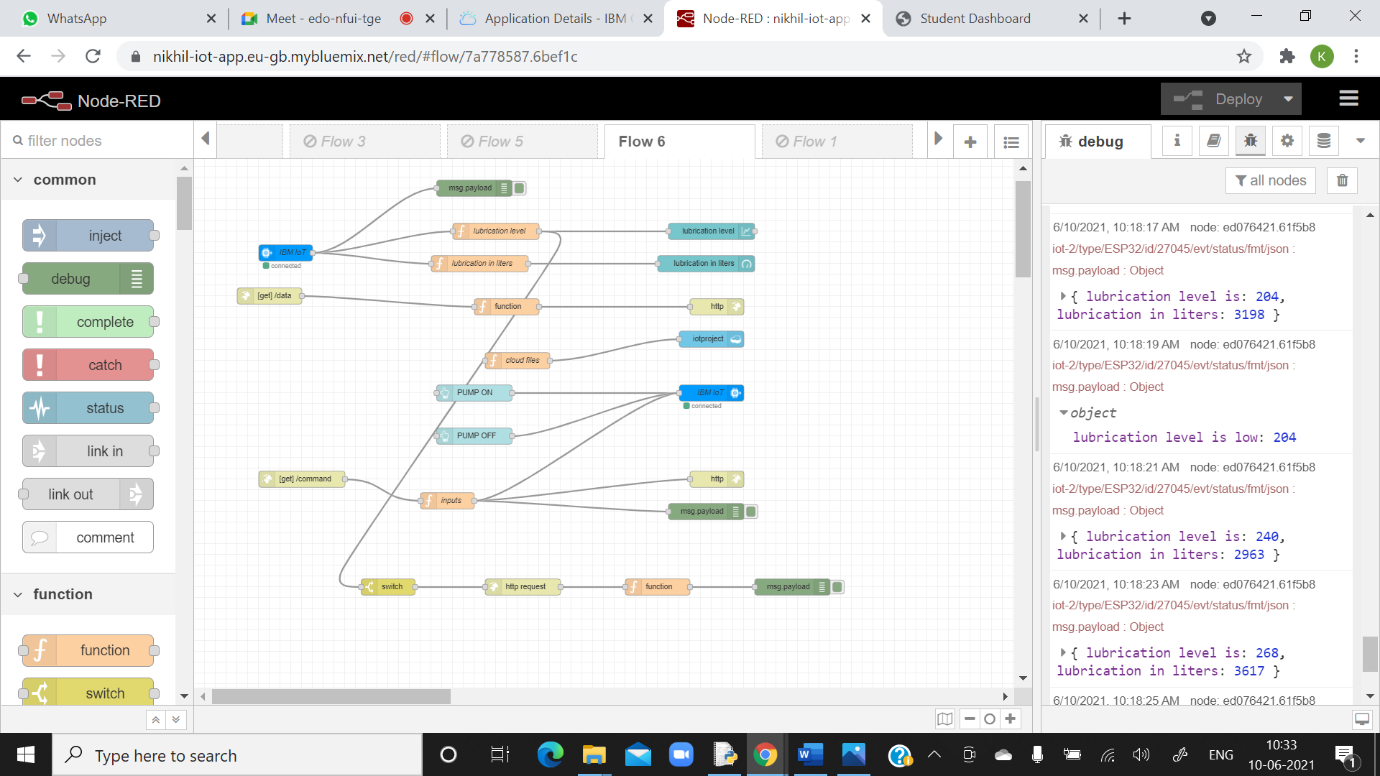 WhatsApp
Meet - edo-nfui-tge
Application Details - IBM
Node-RED : nikhil-iot-app
Student Dashboard
nikhil-iot-app.eu-gb.mybluemix.net/red/#flow/7a778587.6bef1c
K
Node-RED
Deploy
filter nodes
Flow 3
Flow 5
Flow 6
Flow 1
debug
all nodes
common
inject
debug
complete
catch
status
link in
link out
comment
function
function
switch
msg.payload
lubrication level
lubrication level
IBM IoT
connected
lubrication in liters
lubrication in liters
[get] /data
function
http
iotproject
cloud files
PUMP ON
IBM IoT
connected
PUMP OFF
[get] /command
http
inputs
msg.payload
switch
http request
function
msg.payload
6/10/2021, 10:18:17 AM node: ed076421.61f5b8
iot-2/type/ESP32/id/27045/evt/status/fmt/json :
msg.payload : Object
{ lubrication level is: 204,
lubrication in liters: 3198 }
6/10/2021, 10:18:19 AM node: ed076421.61f5b8
iot-2/type/ESP32/id/27045/evt/status/fmt/json :
msg.payload : Object
object
lubrication level is low: 204
6/10/2021, 10:18:21 AM node: ed076421.61f5b8
iot-2/type/ESP32/id/27045/evt/status/fmt/json :
msg.payload : Object
{ lubrication level is: 240,
lubrication in liters: 2963 }
6/10/2021, 10:18:23 AM node: ed076421.61f5b8
iot-2/type/ESP32/id/27045/evt/status/fmt/json :
msg.payload : Object
{ lubrication level is: 268,
lubrication in liters: 3617 }
6/10/2021, 10:18:25 AM node: ed076421.61f5b8
Type here to search
ENG
10:33
10-06-2021
1